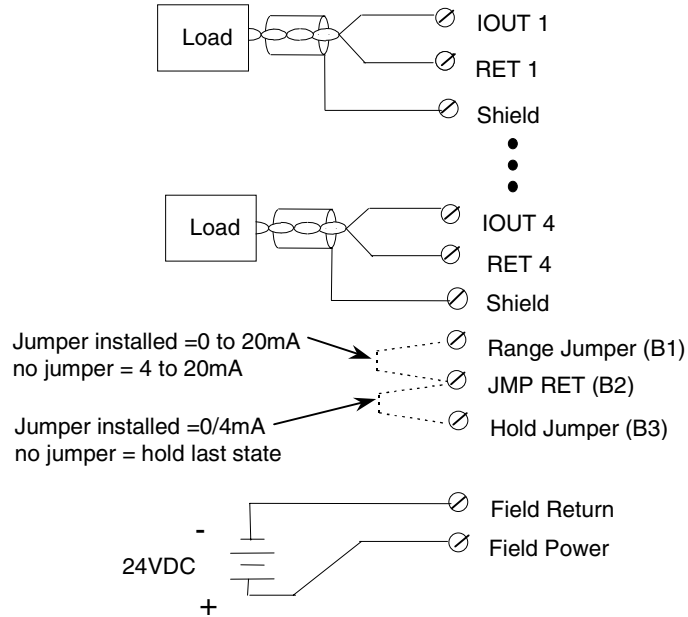 Load
IOUT 1
RET 1
Shield
Load
IOUT 4
RET 4
Shield
Jumper installed =0 to 20mA
no jumper = 4 to 20mA
Range Jumper (B1)
JMP RET (B2)
Jumper installed =0/4mA
no jumper = hold last state
Hold Jumper (B3)
Field Return
-
Field Power
24VDC
+